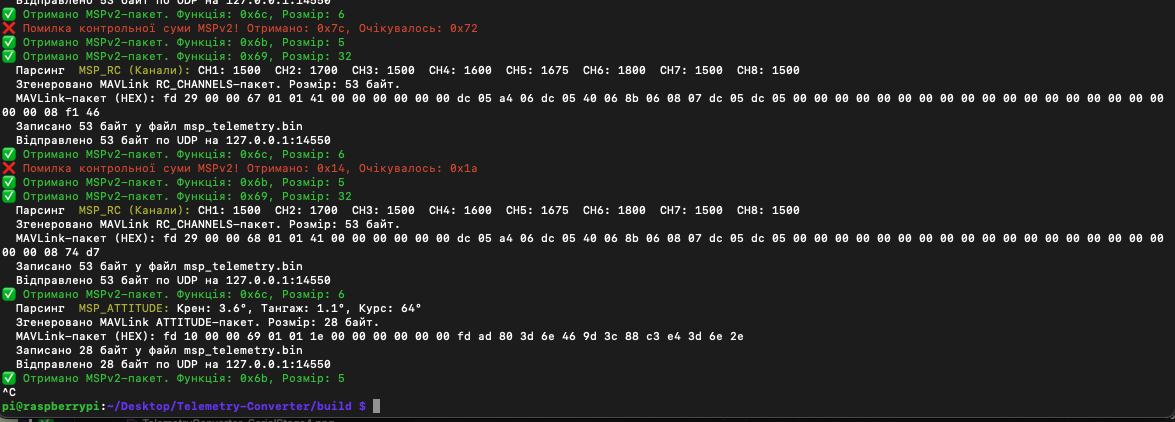 Відправлено 53 байт по UDP на 127.0.0.1:14550
✅ Отримано MSPv2-пакет. Функція: 0x6c, Розмір: 6
❌ Помилка контрольної суми MSPv2! Отримано: 0x7c, Очікувалось: 0x72
✅ Отримано MSPv2-пакет. Функція: 0x6b, Розмір: 5
✅ Отримано MSPv2-пакет. Функція: 0x69, Розмір: 32
Парсинг MSP_RC (Канали): CH1: 1500 CH2: 1700 CH3: 1500 CH4: 1600 CH5: 1675 CH6: 1800 CH7: 1500 CH8: 1500
Згенеровано MAVLink RC_CHANNELS-пакет. Розмір: 53 байт.
MAVLink-пакет (HEX): fd 29 00 00 67 01 01 41 00 00 00 00 00 00 dc 05 a4 06 dc 05 40 06 8b 06 08 07 dc 05 dc 05 00 00 00 00 00 00 00 00 00 00 00 00 00 00 00 00 00 00
00 00 08 f1 46
Записано 53 байт у файл msp_telemetry.bin
Відправлено 53 байт по UDP на 127.0.0.1:14550
✅ Отримано MSPv2-пакет. Функція: 0x6c, Розмір: 6
❌ Помилка контрольної суми MSPv2! Отримано: 0x14, Очікувалось: 0x1a
✅ Отримано MSPv2-пакет. Функція: 0x6b, Розмір: 5
✅ Отримано MSPv2-пакет. Функція: 0x69, Розмір: 32
Парсинг MSP_RC (Канали): CH1: 1500 CH2: 1700 CH3: 1500 CH4: 1600 CH5: 1675 CH6: 1800 CH7: 1500 CH8: 1500
Згенеровано MAVLink RC_CHANNELS-пакет. Розмір: 53 байт.
MAVLink-пакет (HEX): fd 29 00 00 68 01 01 41 00 00 00 00 00 00 dc 05 a4 06 dc 05 40 06 8b 06 08 07 dc 05 dc 05 00 00 00 00 00 00 00 00 00 00 00 00 00 00 00 00 00 00
00 00 08 74 d7
Записано 53 байт у файл msp_telemetry.bin
Відправлено 53 байт по UDP на 127.0.0.1:14550
✅ Отримано MSPv2-пакет. Функція: 0x6c, Розмір: 6
Парсинг MSP_ATTITUDE: Крен: 3.6°, Тангаж: 1.1°, Курс: 64°
Згенеровано MAVLink ATTITUDE-пакет. Розмір: 28 байт.
MAVLink-пакет (HEX): fd 10 00 00 69 01 01 1e 00 00 00 00 00 00 fd ad 80 3d 6e 46 9d 3c 88 c3 e4 3d 6e 2e
Записано 28 байт у файл msp_telemetry.bin
Відправлено 28 байт по UDP на 127.0.0.1:14550
✅ Отримано MSPv2-пакет. Функція: 0x6b, Розмір: 5
^C
pi@raspberrypi:~/Desktop/Telemetry-Converter/build $